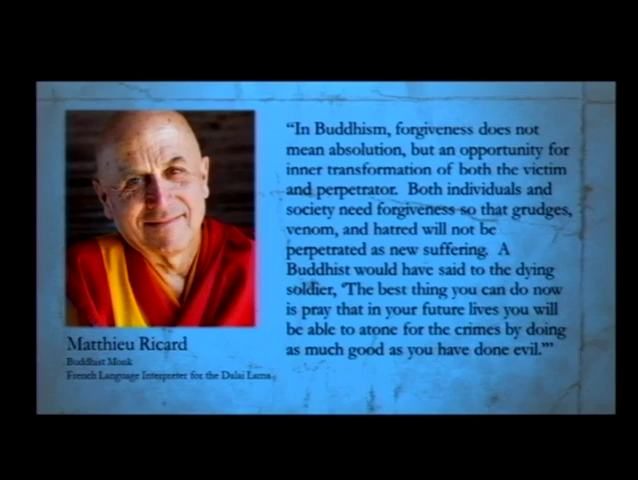 “In Buddhism, forgiveness does not
mean absolution, but an opportunity for
inner transformation of both the victim
and perpetrator.  Both individuals and
society need forgiveness so that grudges,
venom, and hatred will not be
perpetrated as new suffering.  A
Buddhist would have said to the dying
soldier, ‘The best thing you can do now
is pray that in your future lives you will
be able to atone for the crimes by doing
as much good as you have done evil.’”
Matthieu Ricard
Buddhist Monk
French Language Interpreter for the Dalai Lama